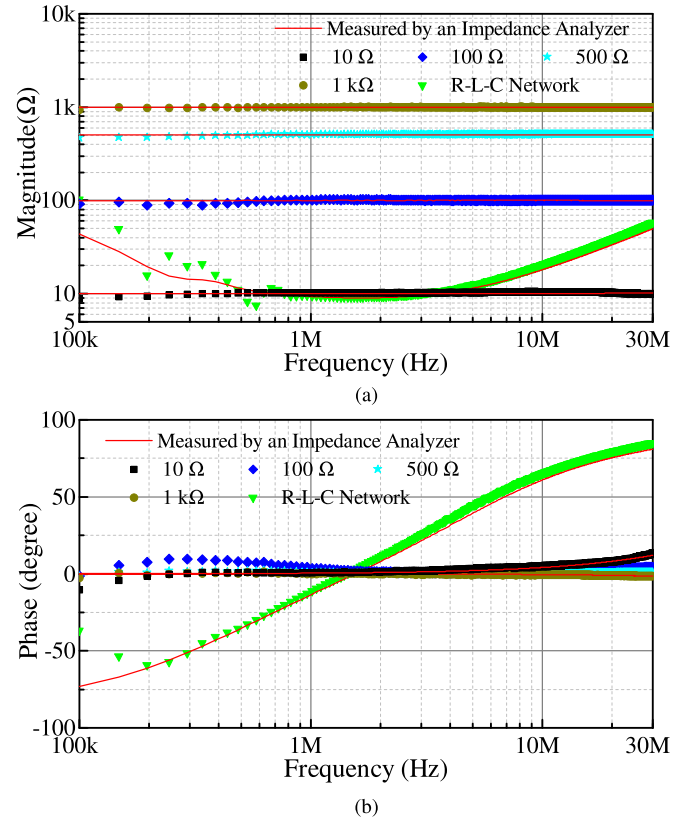 10k
Measured by an Impedance Analyzer
10 Ω 100 Ω 500 Ω
1 kΩ R-L-C Network
1k
100
10
5
Magnitude(Ω)
100k 1M 10M 30M
Frequency (Hz)
(a)
100
Measured by an Impedance Analyzer
10 Ω 100 Ω 500 Ω
1 kΩ R-L-C Network
50
0
-50
-100
Phase (degree)
100k 1M 10M 30M
Frequency (Hz)
(b)